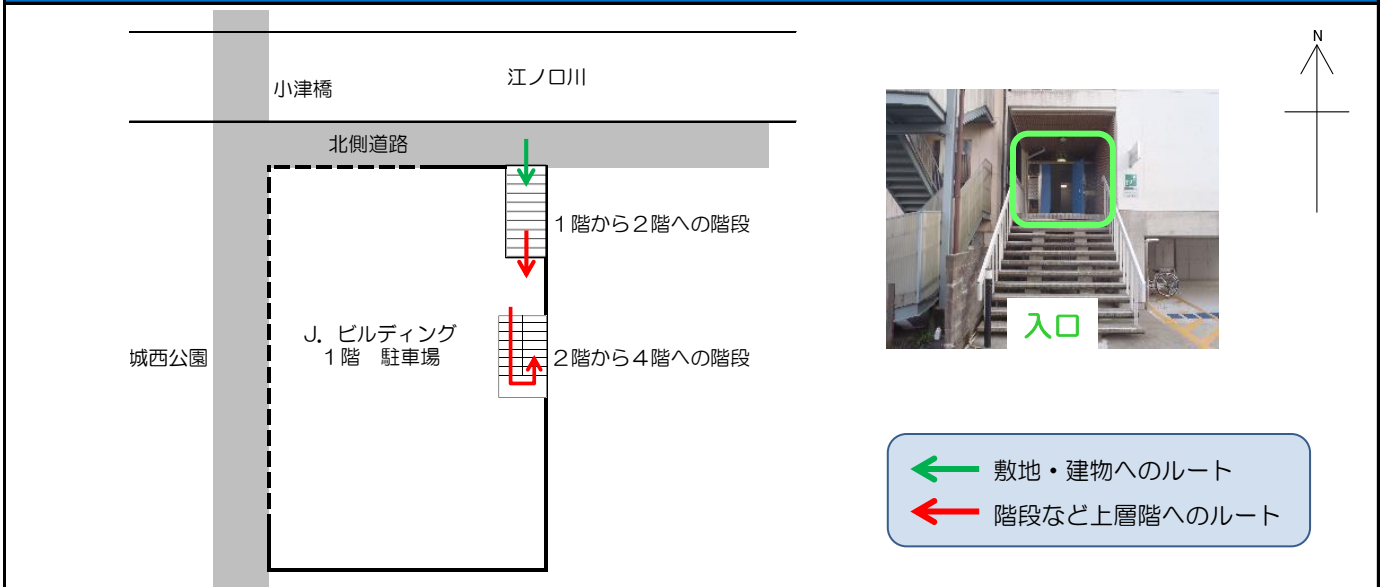 小津橋
江ノ口川
N
北側道路
1階から2階への階段
J.ビルディング
1階 駐車場
城西公園
2階から4階への階段
入口
敷地・建物へのルート
階段など上層階へのルート